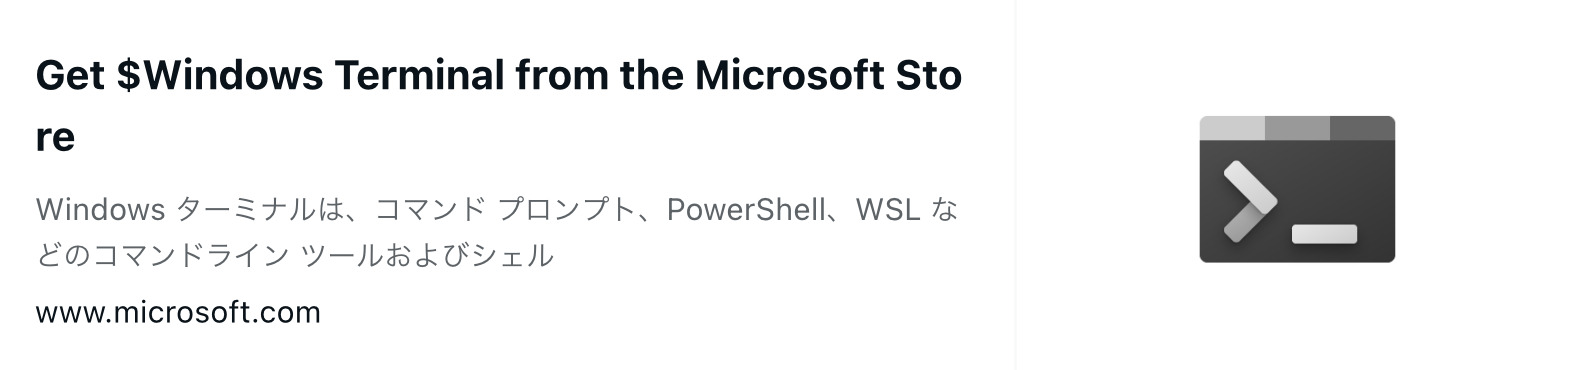 Get $Windows Terminal from the Microsoft Sto
re
Windows ターミナルは、コマンド プロンプト、PowerShell、WSL な
どのコマンドライン ツールおよびシェル
www.microsoft.com